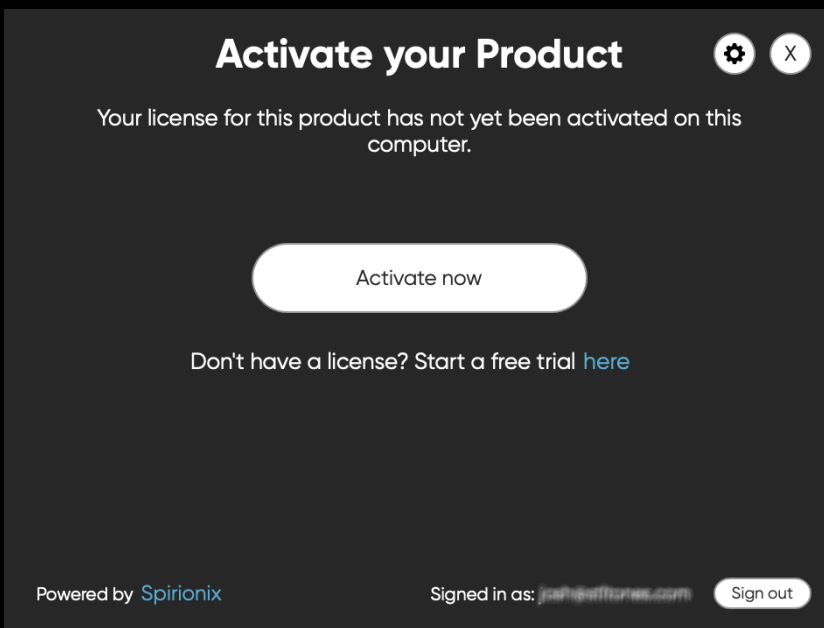 Activate your Product
X
Your license for this product has not yet been activated on this
computer.
Activate now
Don't have a license? Start a free trial here
Powered by Spirionix
Signed in as:
Sign out